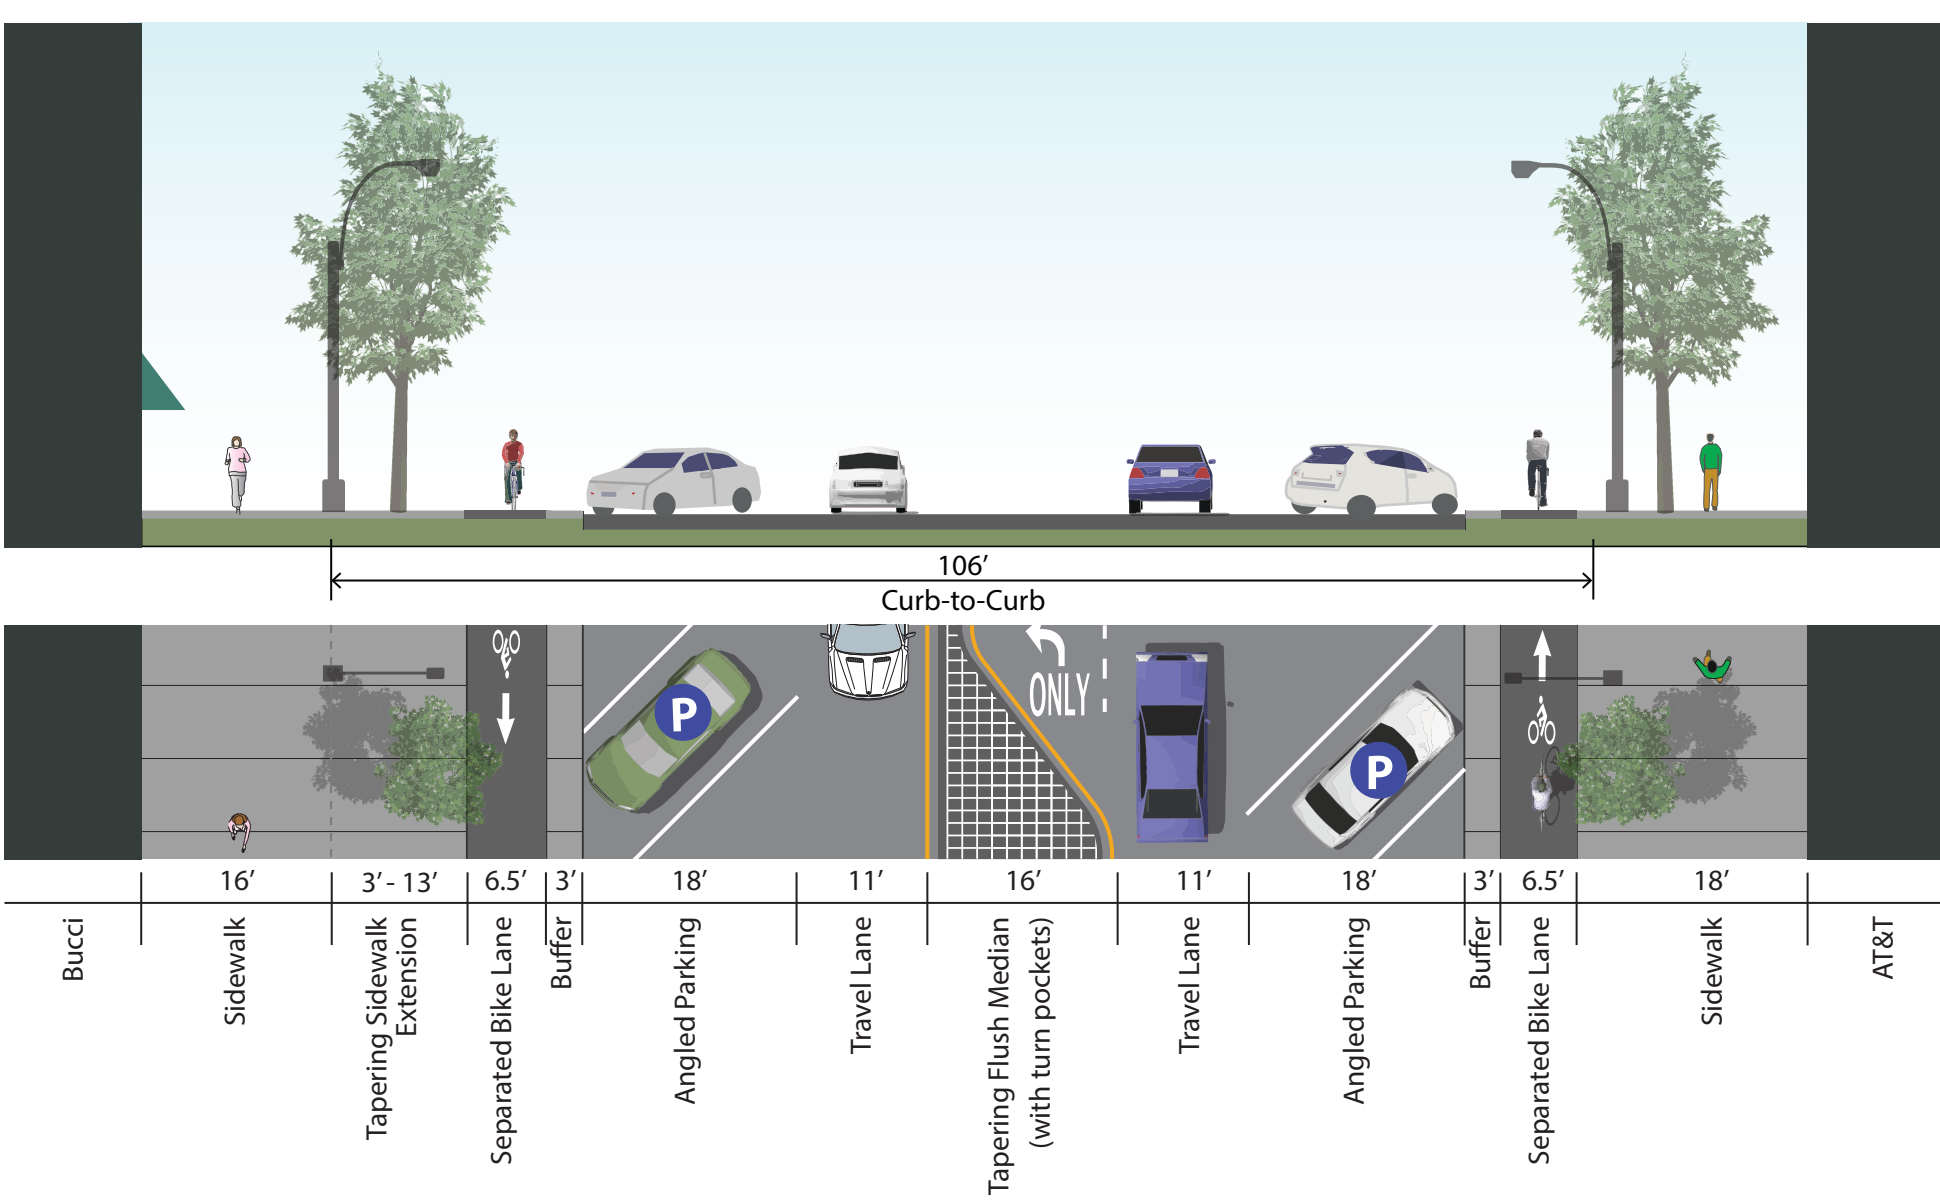 106’
Curb-to-Curb
ONLY
P
P
16’
3’ - 13’
6.5’
3’
18’
11’
16’
11’
18’
3’
6.5’
18’
Bucci
Sidewalk
Tapering Sidewalk
Extension
Separated Bike Lane
Buffer
Angled Parking
Travel Lane
Tapering Flush Median
(with turn pockets)
Travel Lane
Angled Parking
Buffer
Separated Bike Lane
Sidewalk
AT&T